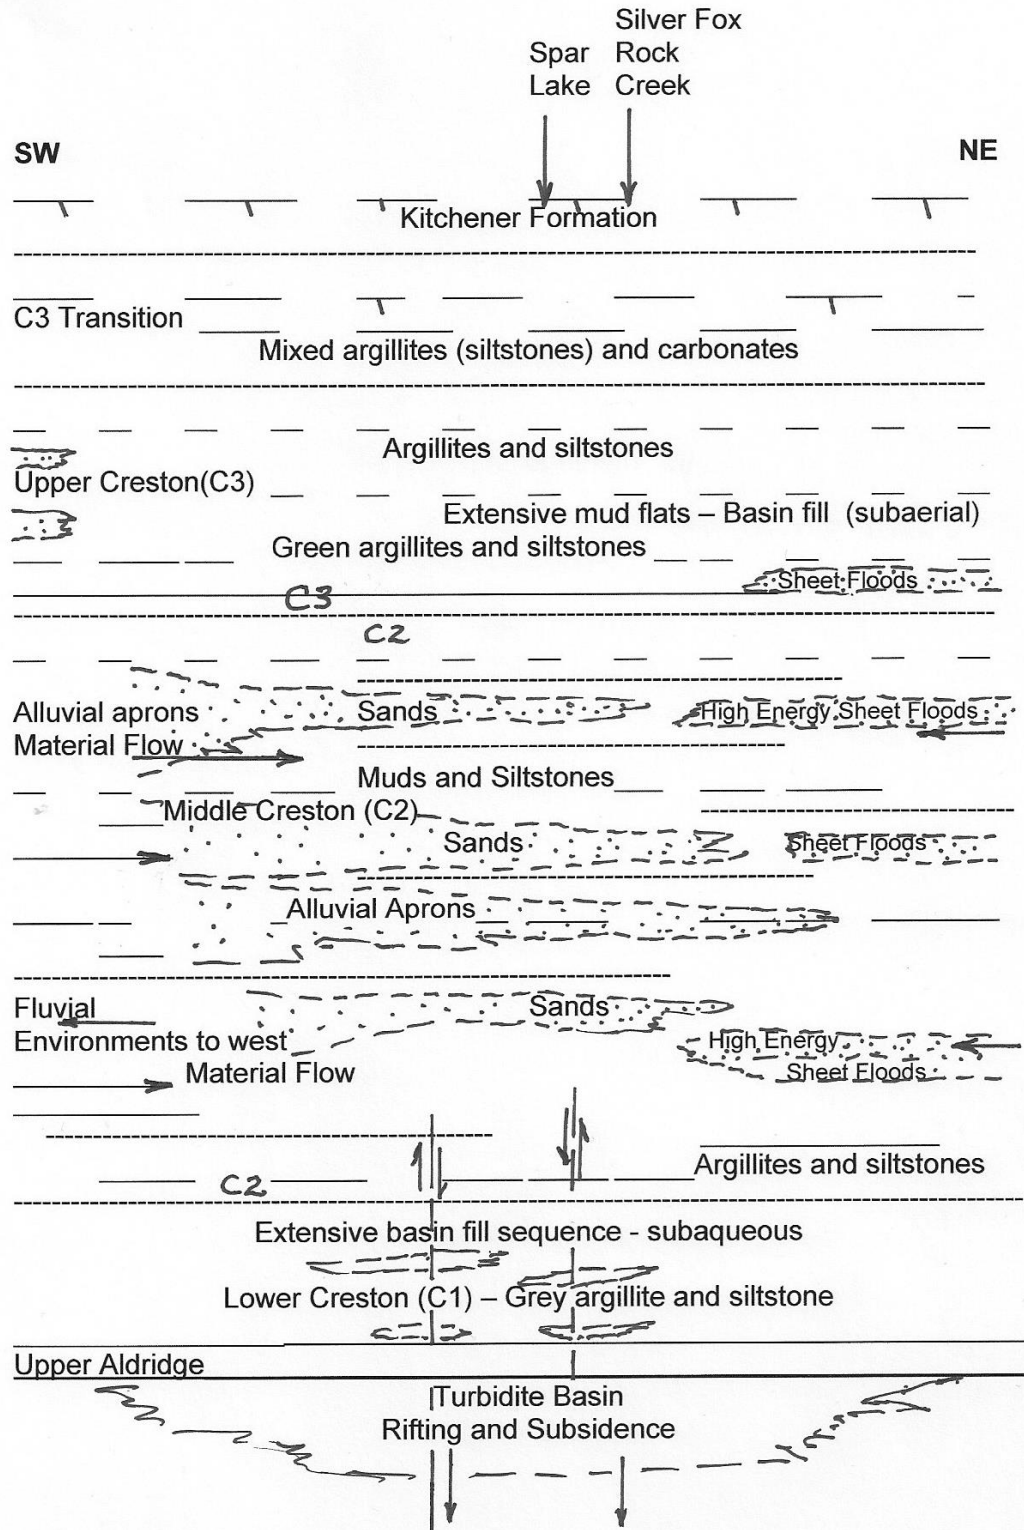 Silver Fox
Spar Rock
Lake Creek
SW NE
Kitchener Formation
C3 Transition
Mixed argillites (siltstones) and carbonates
Argillites and siltstones
Upper Creston(C3)
Extensive mud flats – Basin fill (subaerial)
Green argillites and siltstones
Sheet Floods
C3
C2
Alluvial aprons Sands High Energy Sheet Floods
Material Flow
Muds and Siltstones
Middle Creston (C2)
Sands Sheet Floods
Alluvial Aprons
Fluvial Sands
Environments to west High Energy
Material Flow Sheet Floods
Argillites and siltstones
C2
Extensive basin fill sequence - subaqueous
Lower Creston (C1) – Grey argillite and siltstone
Upper Aldridge
Turbidite Basin
Rifting and Subsidence